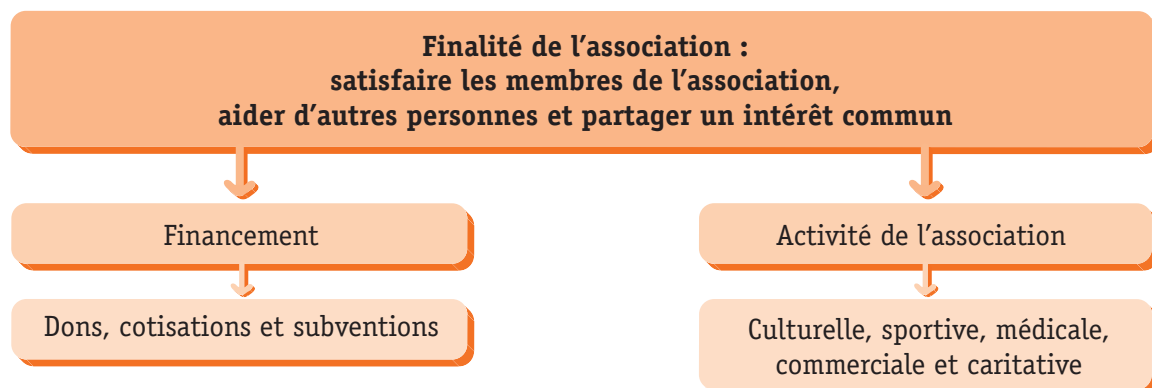 Finalité de l’association :
satisfaire les membres de l’association,
aider d’autres personnes et partager un intérêt commun
Financement
Activité de l’association
Dons, cotisations et subventions
Culturelle, sportive, médicale,
commerciale et caritative